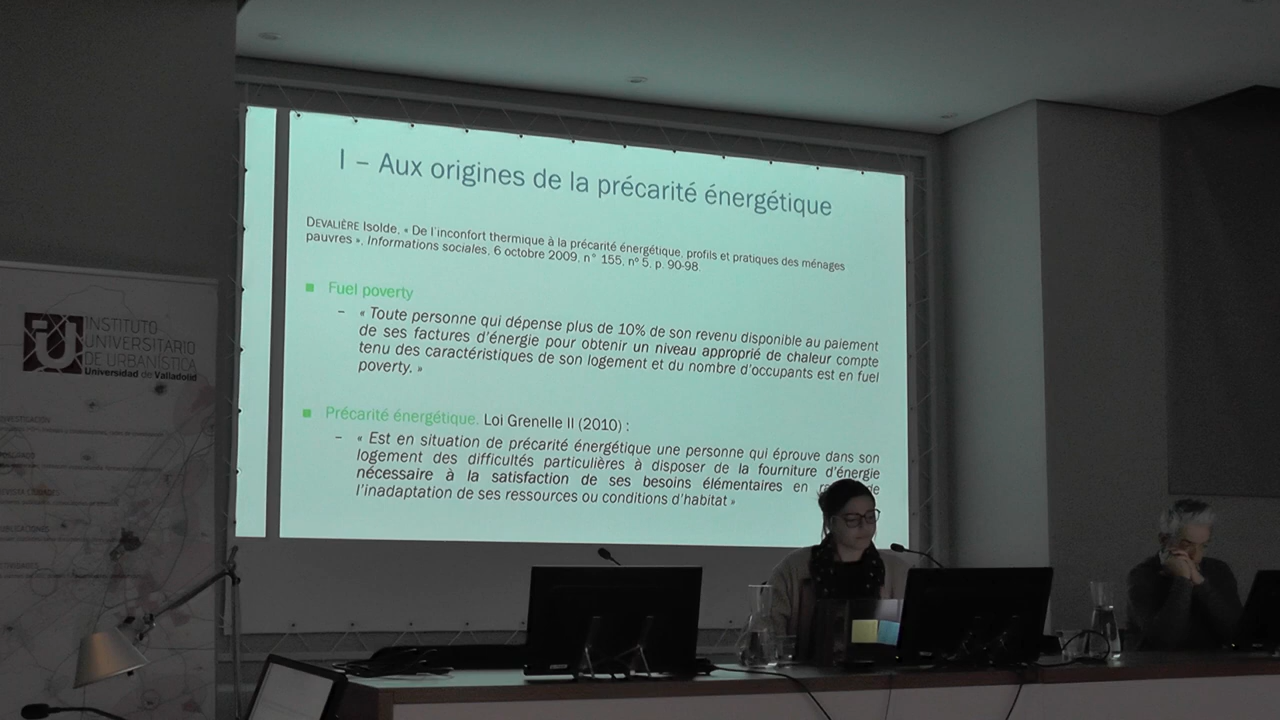 I – Aux origines de la précarité énergétique
DEVALIÈRE Isolde, « De l'inconfort thermique à la précarité énergétique, profils et pratiques des ménages
pauvres », Informations sociales, 6 octobre 2009, n° 155, nº 5, p. 90-98.
Fuel poverty
– « Toute personne qui dépense plus de 10% de son revenu disponible au paiement
de ses factures d'énergie pour obtenir un niveau approprié de chaleur compte
tenu des caractéristiques de son logement et du nombre d'occupants est en fuel
poverty. »
Précarité énergétique. Loi Grenelle II (2010) :
– « Est en situation de précarité énergétique une personne qui éprouve dans son
logement des difficultés particulières à disposer de la fourniture d'énergie
nécessaire à la satisfaction de ses besoins élémentaires en
l'inadaptation de ses ressources ou conditions d'habitat »
INSTITUTO
UNIVERSITARIO
DE URBANÍSTICA
Universidad de Valladolid